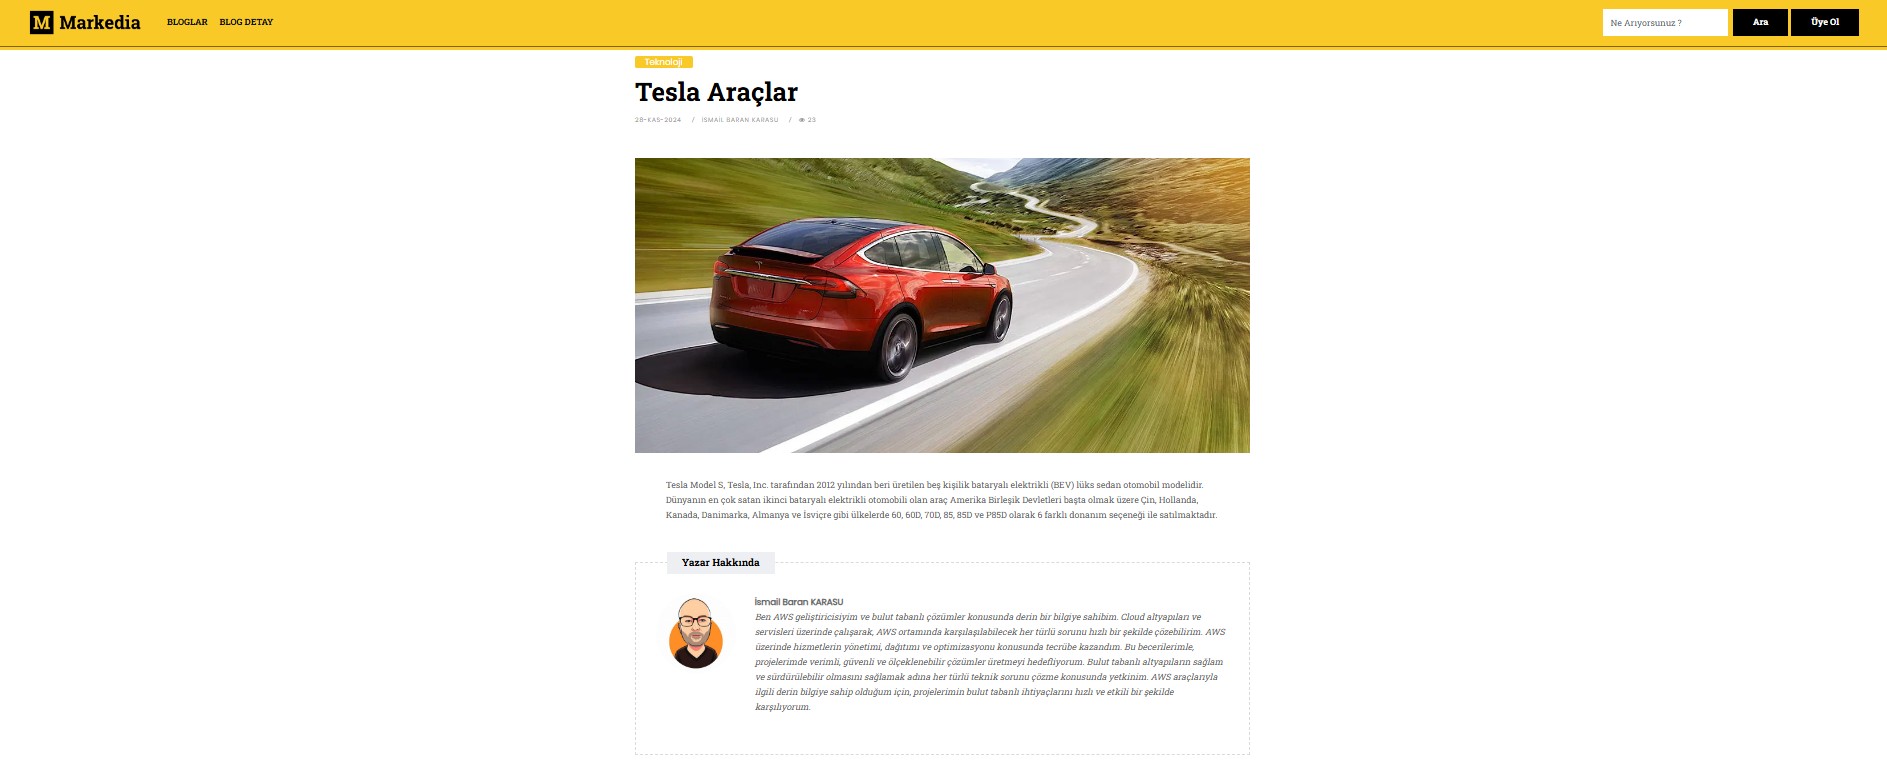 M Markedia
BLOGLAR BLOG DETAY
Ne Arıyorsunuz ?
Ara
Üye Ol
Teknoloji
Tesla Araçlar
28-KAS-2024 / İSMAİL BARAN KARASU / 23
Tesla Model S, Tesla, Inc. tarafından 2012 yılından beri üretilen beş kişilik bataryalı elektrikli (BEV) lüks sedan otomobil modelidir.
Dünyanın en çok satan ikinci bataryalı elektrikli otomobili olan araç Amerika Birleşik Devletleri başta olmak üzere Çin, Hollanda,
Kanada, Danimarka, Almanya ve İsviçre gibi ülkelerde 60, 60D, 70D, 85, 85D ve P85D olarak 6 farklı donanım seçeneği ile satılmaktadır.
Yazar Hakkında
İsmail Baran KARASU
Ben AWS geliştiricisiyim ve bulut tabanlı çözümler konusunda derin bir bilgiye sahibim. Cloud altyapıları ve
servisleri üzerinde çalışarak, AWS ortamında karşılaşılabilecek her türlü sorunu hızlı bir şekilde çözebilirim. AWS
üzerinde hizmetlerin yönetimi, dağıtımı ve optimizasyonu konusunda tecrübe kazandım. Bu becerilerimle,
projelerimde verimli, güvenli ve ölçeklenebilir çözümler üretmeyi hedefliyorum. Bulut tabanlı altyapıların sağlam
ve sürdürülebilir olmasını sağlamak adına her türlü teknik sorunu çözme konusunda yetkinim. AWS araçlarıyla
ilgili derin bilgiye sahip olduğum için, projelerimin bulut tabanlı ihtiyaçlarını hızlı ve etkili bir şekilde
karşılıyorum.